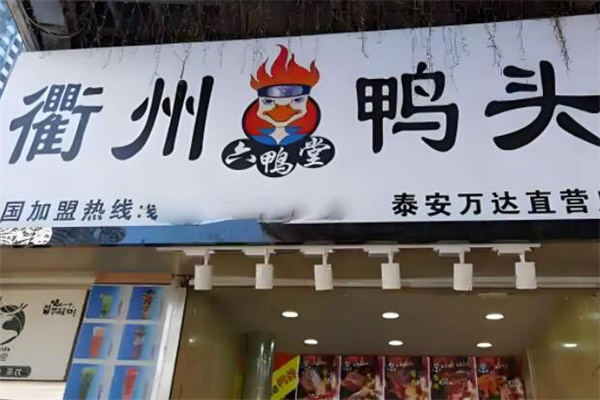 衢州 鸭头
六鸭堂
国加盟热线
泰安万达直营